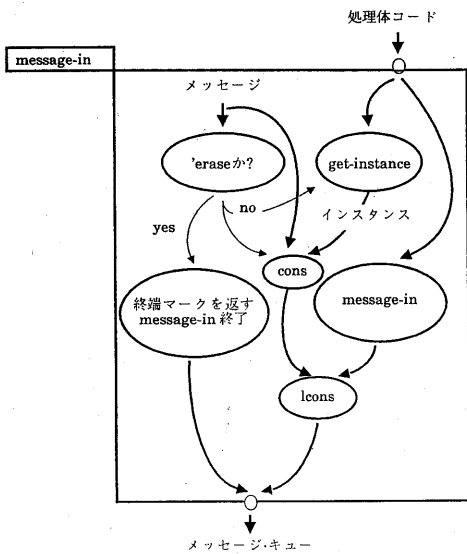 処理体コード
message-in
メッセージ
'eraseか?
get-instance
no
インスタンス
yes
cons
終端マークを返す
message-in 終了
message-in
lcons
メッセージ・キュー